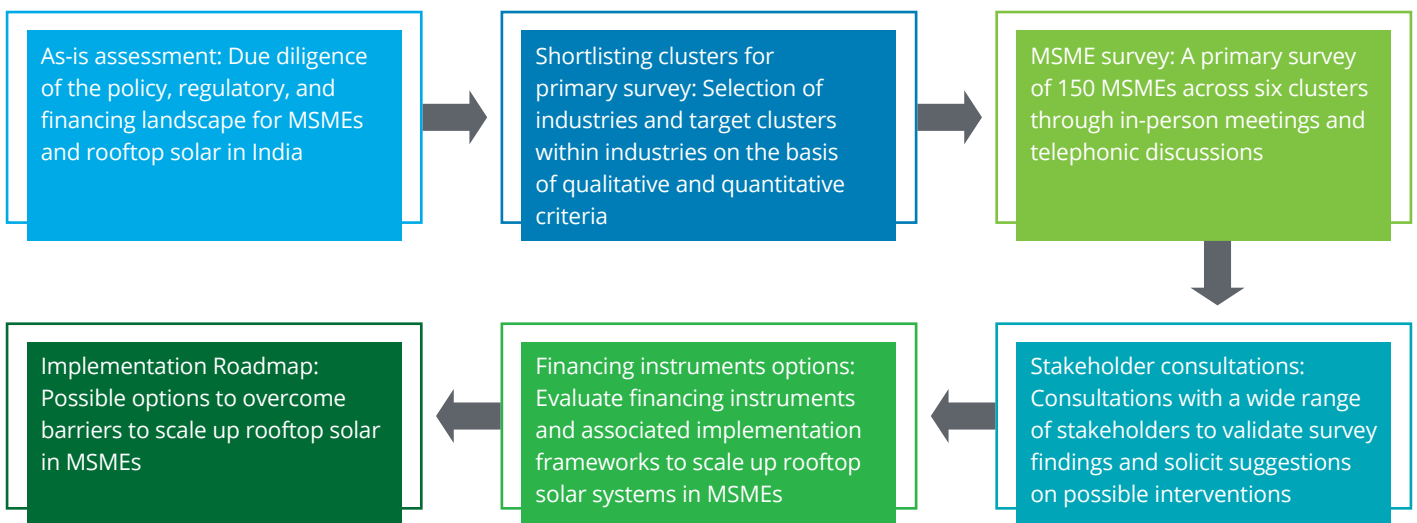 As-is assessment: Due diligence
of the policy, regulatory, and
financing landscape for MSMEs
and rooftop solar in India
Shortlisting clusters for
primary survey: Selection of
industries and target clusters
within industries on the basis
of qualitative and quantitative
criteria
MSME survey: A primary survey
of 150 MSMEs across six clusters
through in-person meetings and
telephonic discussions
Stakeholder consultations:
Consultations with a wide range
of stakeholders to validate survey
findings and solicit suggestions
on possible interventions
Financing instruments options:
Evaluate financing instruments
and associated implementation
frameworks to scale up rooftop
solar systems in MSMEs
Implementation Roadmap:
Possible options to overcome
barriers to scale up rooftop solar
in MSMEs